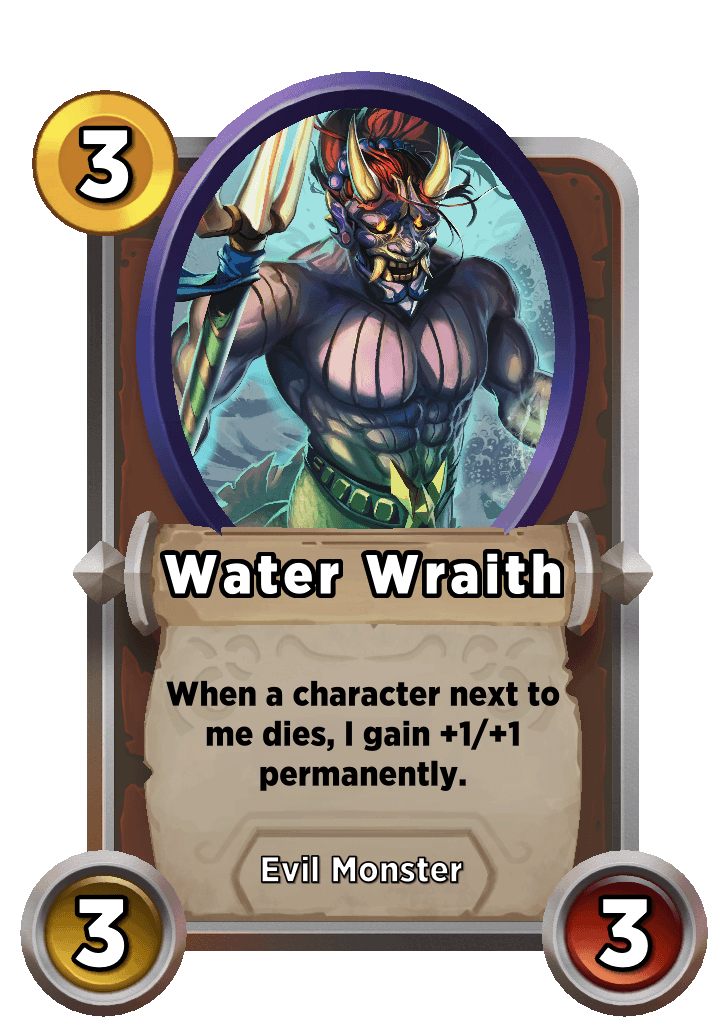 3
Water Wraith
When a character next to
me dies, I gain +1/+1
permanently.
Evil Monster
3
3